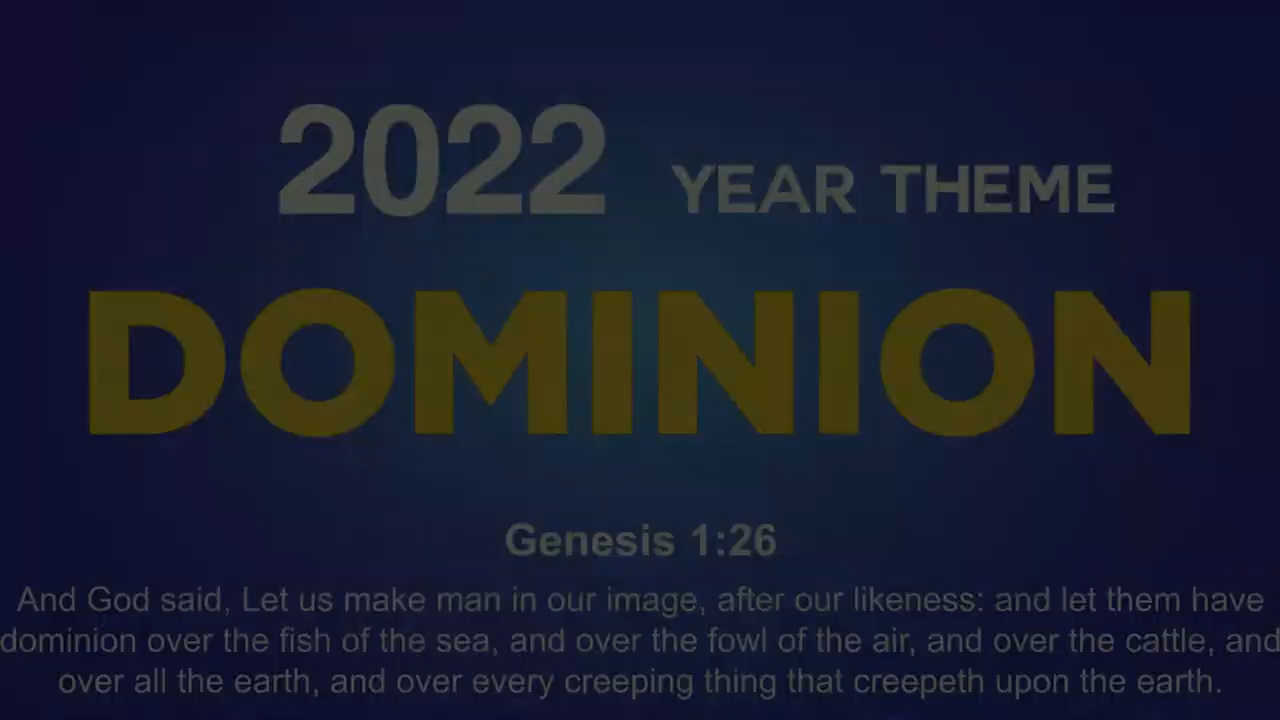 2022 YEAR THEME
DOMINION
Genesis 1:26
And God said, Let us make man in our image, after our likeness: and let them have
dominion over the fish of the sea, and over the fowl of the air, and over the cattle, and
over all the earth, and over every creeping thing that creepeth upon the earth.